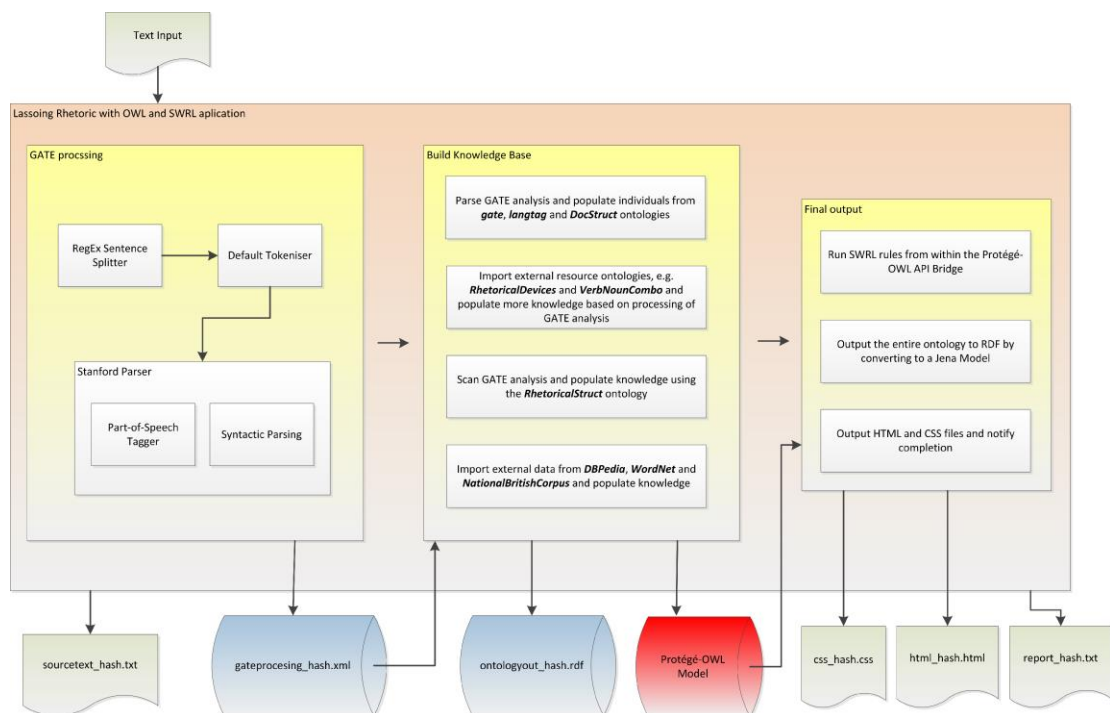 Text Input
Lassoing Rhetoric with OWL and SWRL aplication
GATE procssing
RegEx Sentence
Splitter
Default Tokeniser
Stanford Parser
Part-of-Speech
Tagger
Syntactic Parsing
Build Knowledge Base
Parse GATE analysis and populate individuals from
gate, langtag and DocStruct ontologies
Import external resource ontologies, e.g.
RhetoricalDevices and VerbNounCombo and
populate more knowledge based on processing of
GATE analysis
Scan GATE analysis and populate knowledge using
the RhetoricalStruct ontology
Import external data from DBPedia, WordNet and
NationalBritishCorpus and populate knowledge
Final output
Run SWRL rules from within the Protégé-
OWL API Bridge
Output the entire ontology to RDF by
converting to a Jena Model
Output HTML and CSS files and notify
completion
sourcetext_hash.txt
gateprocesing_hash.xml
ontologyout_hash.rdf
Protégé-OWL
Model
css_hash.css
html_hash.html
report_hash.txt